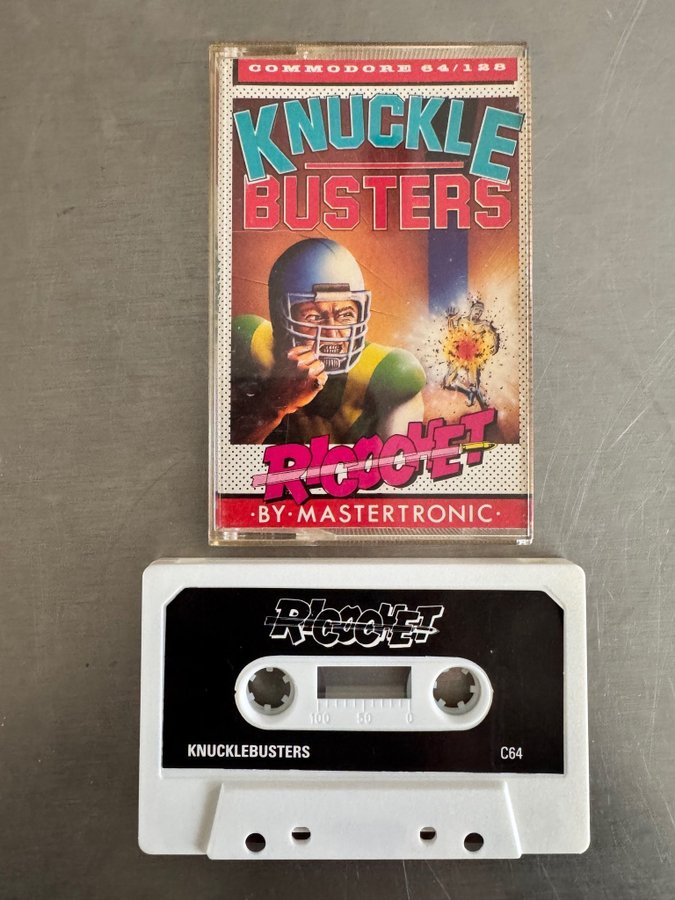 COMMODORE 64/128
KNUCKLE
BUSTERS
RICOCHET
·BY·MASTERTRONIC·
RICOCHET
100 50 0
KNUCKLEBUSTERS C64